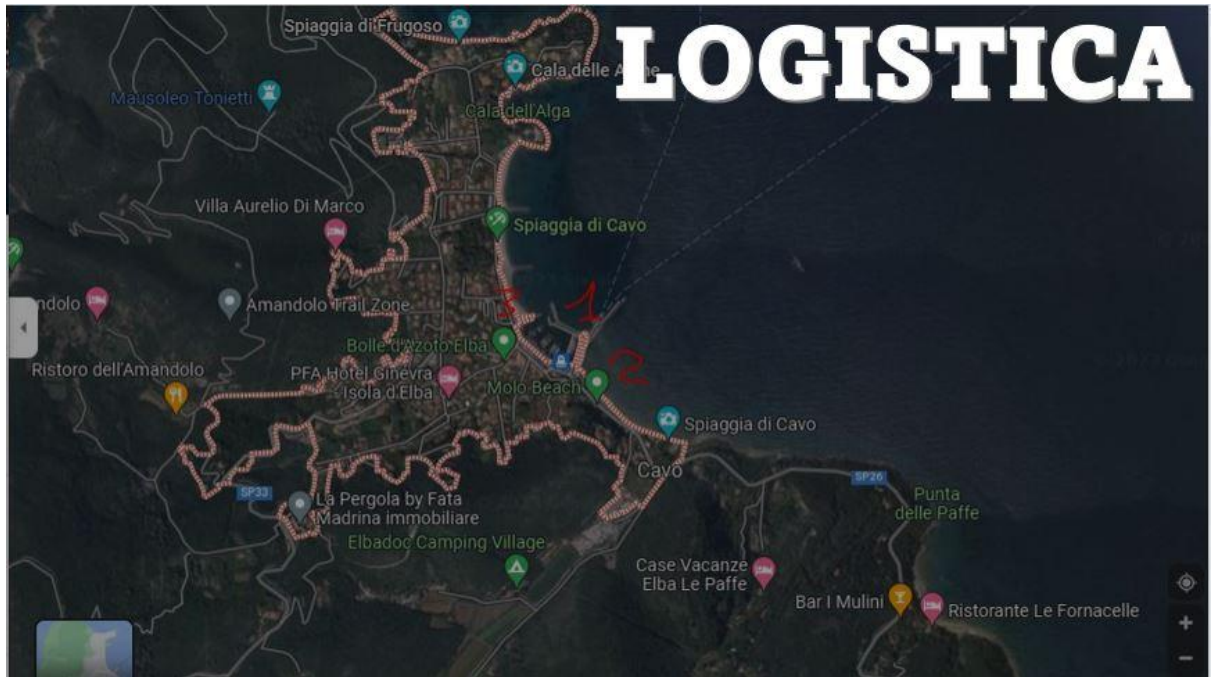 LOGISTICA
Spiaggia di Frugoso
Cala dell'Alga
Mausoleo Tonietti
Villa Aurelio Di Marco
Spiaggia di Cavo
Amandolo Trail Zone
3
1
Bolle d'Azoto Elba
Ristoro dell'Amandolo
PFA Hotel Ginevra
Isola d'Elba
Molo Beach
2
Spiaggia di Cavo
Cavo
SP26
SP33
Punta
delle Paffe
La Pergola by Fata
Madrina immobiliare
Elbadoc Camping Village
Case Vacanze
Elba Le Paffe
Bar I Mulini
Ristorante Le Fornacelle